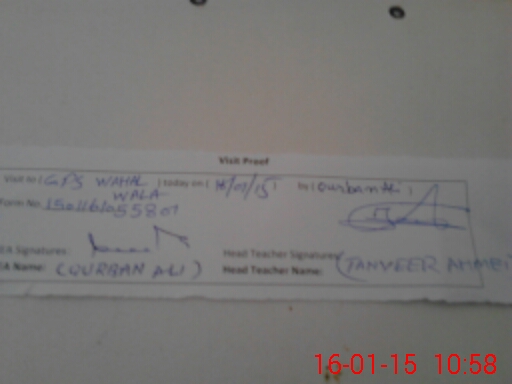 Visit Proof
Visit to (GPS WAHAL WALA) today on (16/01/15) by (Qurban Ali)
Form No. 
EA Signatures: Head Teacher Signatures:
EA Name: (QURBAN ALI) Head Teacher Name: (TANVEER AHMED
16-01-15 10:58